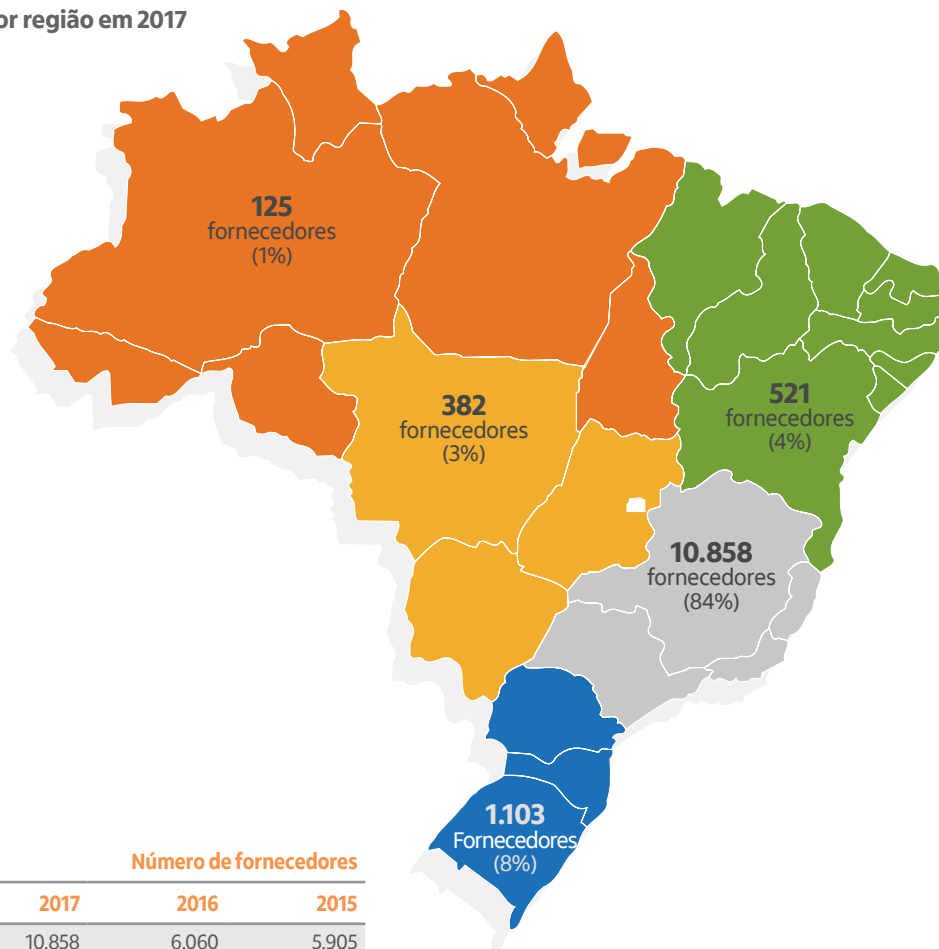 or região em 2017
125
fornecedores
(1%)
382
fornecedores
(3%)
521
fornecedores
(4%)
10.858
fornecedores
(84%)
1.103
Fornecedores
(8%)
Número de fornecedores
2017 2016 2015
10.858 6.060 5.905